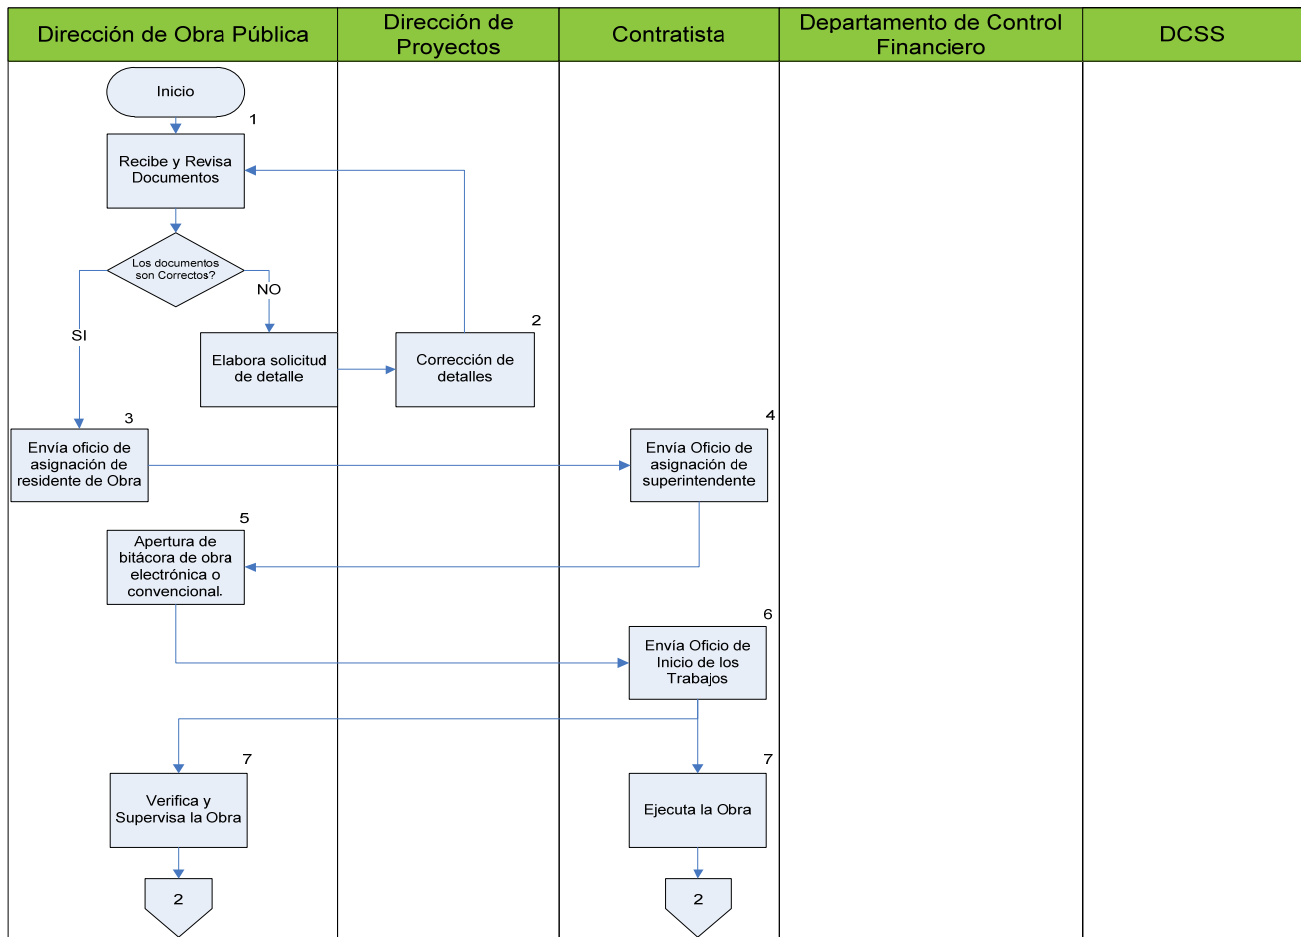 Dirección de Obra Pública
Dirección de
Proyectos
Contratista
Departamento de Control
Financiero
DCSS
Inicio
1
Recibe y Revisa
Documentos
Los documentos
son Correctos?
NO
SI
2
Elabora solicitud
de detalle
Corrección de
detalles
3
Envía oficio de
asignación de
residente de Obra
4
Envía Oficio de
asignación de
superintendente
5
Apertura de
bitácora de obra
electrónica o
convencional.
6
Envía Oficio de
Inicio de los
Trabajos
7
Verifica y
Supervisa la Obra
7
Ejecuta la Obra
2
2